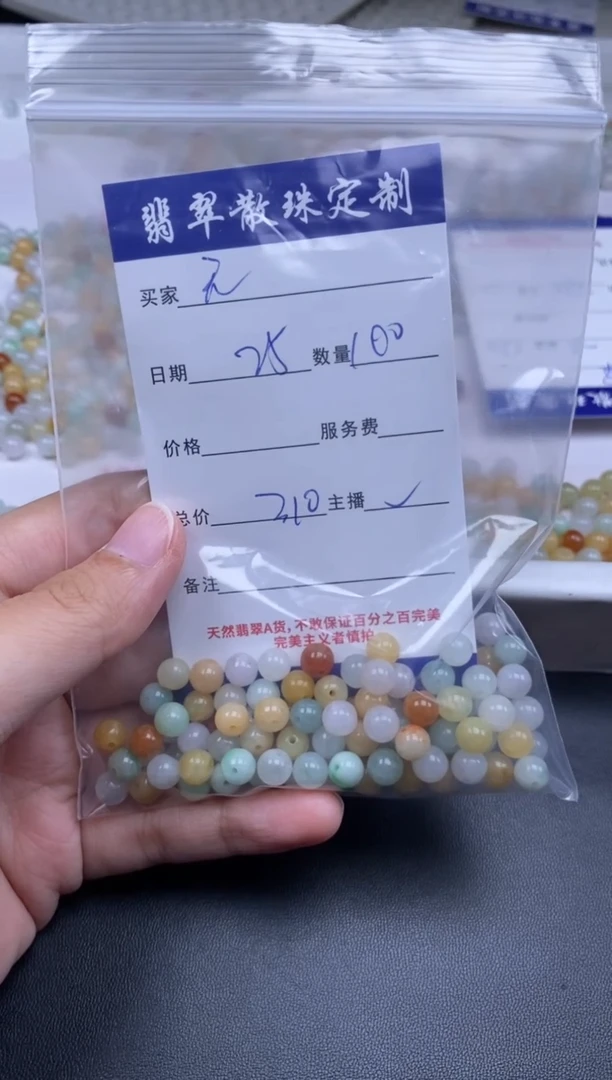 翡翠散珠定制
买家 元
日期 25 数量 100
价格 服务费
总价 210 主播 ✓
备注
天然翡翠A货,不敢保证百分之百完美
完美主义者慎拍